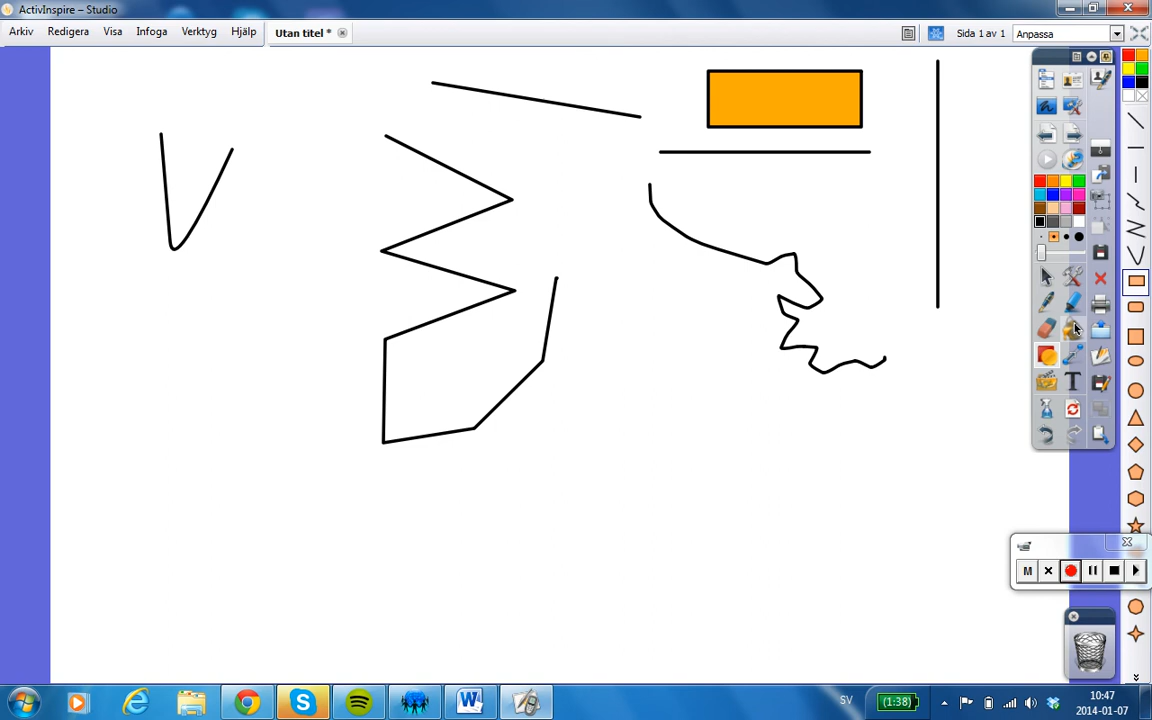 ActivInspire – Studio
Arkiv Redigera Visa Infoga Verktyg Hjälp Utan titel * Sida 1 av 1 Anpassa
T
M
W
SV (1:38) 10:47
2014-01-07